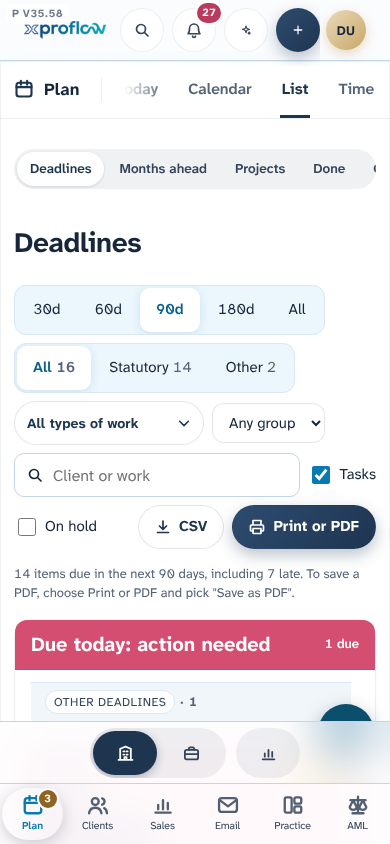 P V35.58
xproflow
27
DU
Plan
oday
Calendar
List
Time
Deadlines
Months ahead
Projects
Done
Deadlines
30d
60d
90d
180d
All
All 16
Statutory 14
Other 2
All types of work
Any group
Client or work
Tasks
On hold
CSV
Print or PDF
14 items due in the next 90 days, including 7 late. To save a
PDF, choose Print or PDF and pick "Save as PDF".
Due today: action needed
1 due
OTHER DEADLINES · 1
3
Plan
Clients
Sales
Email
Practice
AML